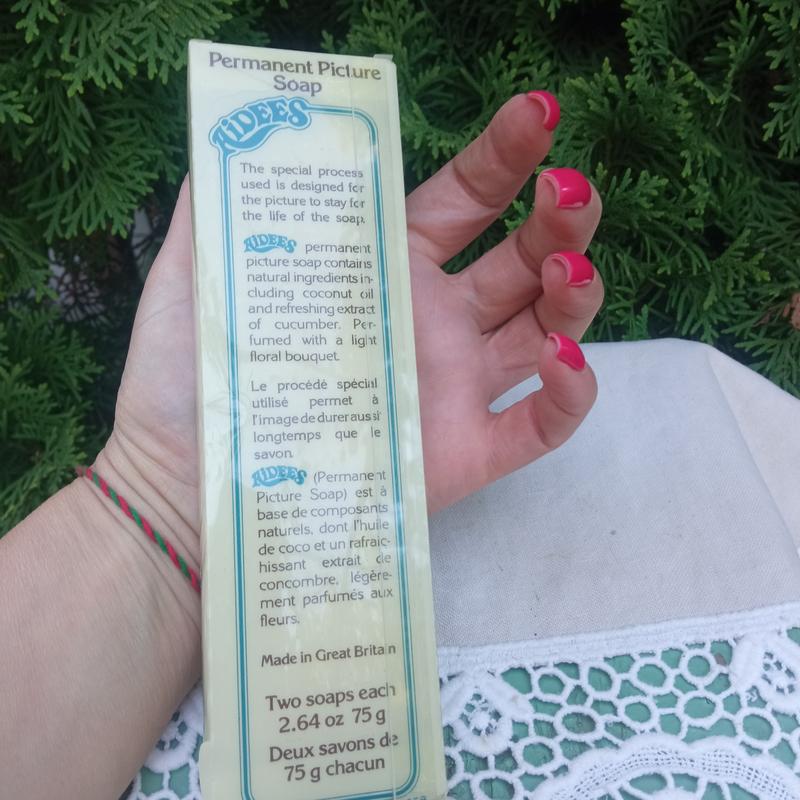 Permanent Picture
Soap
AIDEES
The special process
used is designed for
the picture to stay for
the life of the soap.
AIDEES permanent
picture soap contains
natural ingredients in-
cluding coconut oil
and refreshing extract
of cucumber. Per-
fumed with a light
floral bouquet.
Le procédé spécial
utilisé permet à
l'image de durer aussi
longtemps que le
savon.
AIDEES (Permanent
Picture Soap) est à
base de composants
naturels, dont l'huile
de coco et un rafraic-
hissant extrait de
concombre, légère-
ment parfumés aux
fleurs.
Made in Great Britain
Two soaps each
2.64 oz 75 g
Deux savons de
75 g chacun